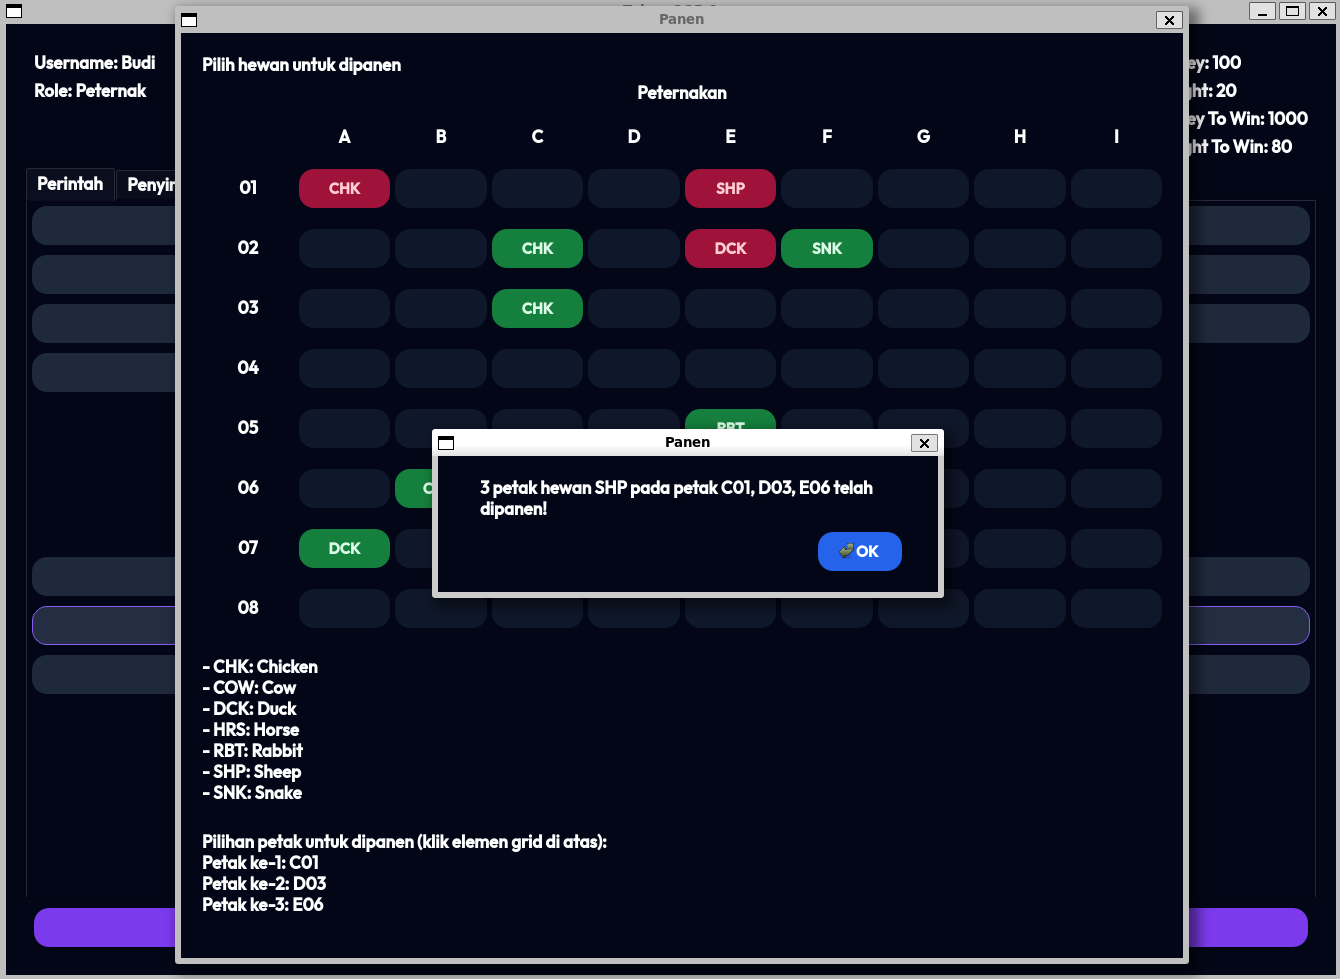 Panen
Username: Budi
Role: Peternak
ey: 100
ght: 20
ey To Win: 1000
ght To Win: 80
Perintah
Penyin
Pilih hewan untuk dipanen
Peternakan
A B C D E F G H I
01 CHK SHP
02 CHK DCK SNK
03 CHK
04
05 RBT
06
07 DCK
08
Panen
3 petak hewan SHP pada petak C01, D03, E06 telah
dipanen!
OK
- CHK: Chicken
- COW: Cow
- DCK: Duck
- HRS: Horse
- RBT: Rabbit
- SHP: Sheep
- SNK: Snake
Pilihan petak untuk dipanen (klik elemen grid di atas):
Petak ke-1: C01
Petak ke-2: D03
Petak ke-3: E06